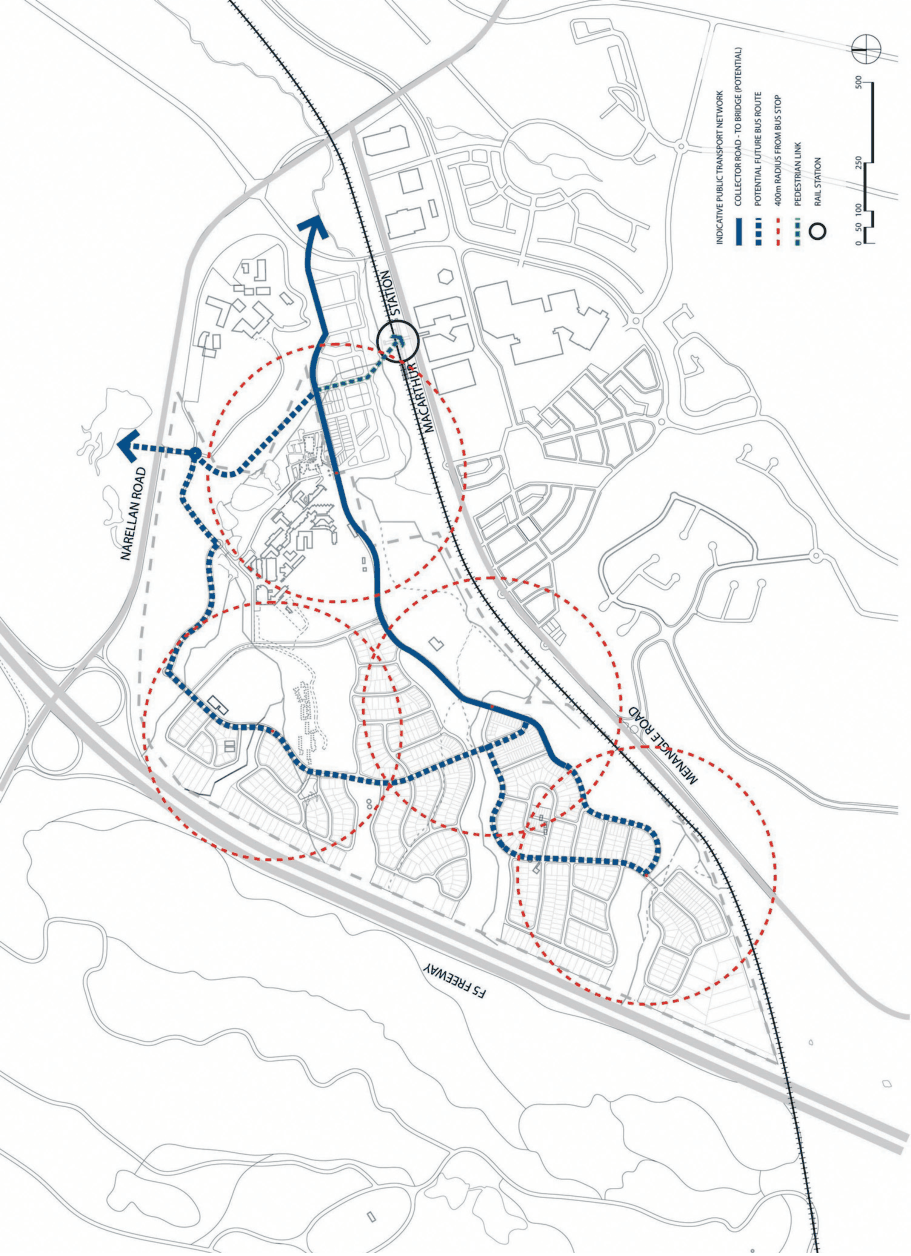 INDICATIVE PUBLIC TRANSPORT NETWORK
COLLECTOR ROAD - TO BRIDGE (POTENTIAL)
POTENTIAL FUTURE BUS ROUTE
400m RADIUS FROM BUS STOP
PEDESTRIAN LINK
RAIL STATION
0 50 100 250 500
NARELLAN ROAD
MACARTHUR STATION
MENANGLE ROAD
F5 FREEWAY